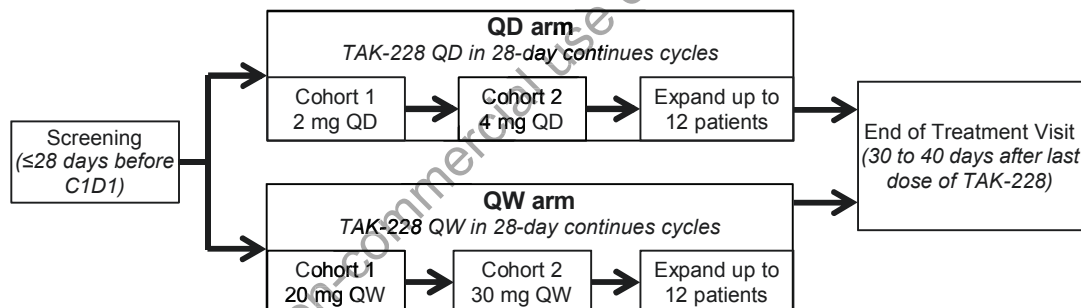 QD arm
TAK-228 QD in 28-day continues cycles
Cohort 1
2 mg QD
Cohort 2
4 mg QD
Expand up to
12 patients
Screening
(≤28 days before
C1D1)
End of Treatment Visit
(30 to 40 days after last
dose of TAK-228)
QW arm
TAK-228 QW in 28-day continues cycles
Cohort 1
20 mg QW
Cohort 2
30 mg QW
Expand up to
12 patients
on-commercial use